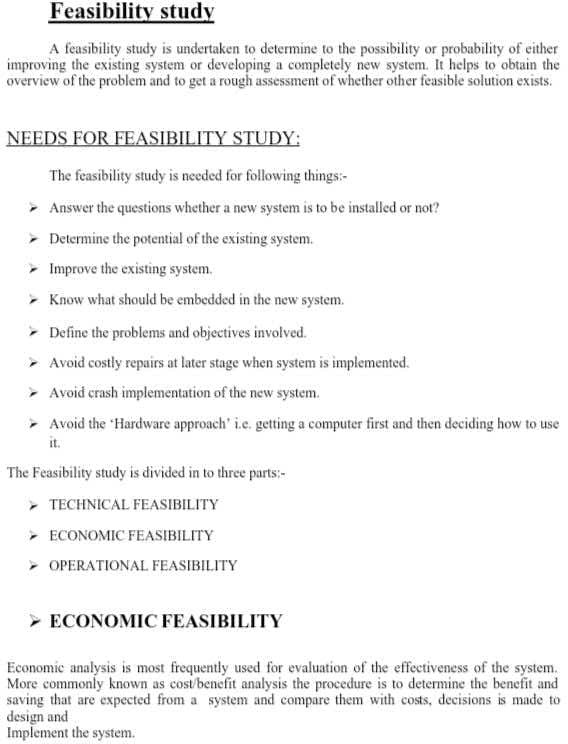 Feasibility study
A feasibility study is undertaken to determine to the possibility or probability of either
improving the existing system or developing a completely new system. It helps to obtain the
overview of the problem and to get a rough assessment of whether other feasible solution exists.
NEEDS FOR FEASIBILITY STUDY:
The feasibility study is needed for following things:-
➢ Answer the questions whether a new system is to be installed or not?
➢ Determine the potential of the existing system.
➢ Improve the existing system.
➢ Know what should be embedded in the new system.
➢ Define the problems and objectives involved.
➢ Avoid costly repairs at later stage when system is implemented.
➢ Avoid crash implementation of the new system.
➢ Avoid the ‘Hardware approach’ i.e. getting a computer first and then deciding how to use
it.
The Feasibility study is divided in to three parts:-
➢ TECHNICAL FEASIBILITY
➢ ECONOMIC FEASIBILITY
➢ OPERATIONAL FEASIBILITY
➢ ECONOMIC FEASIBILITY
Economic analysis is most frequently used for evaluation of the effectiveness of the system.
More commonly known as cost/benefit analysis the procedure is to determine the benefit and
saving that are expected from a system and compare them with costs, decisions is made to
design and
Implement the system.